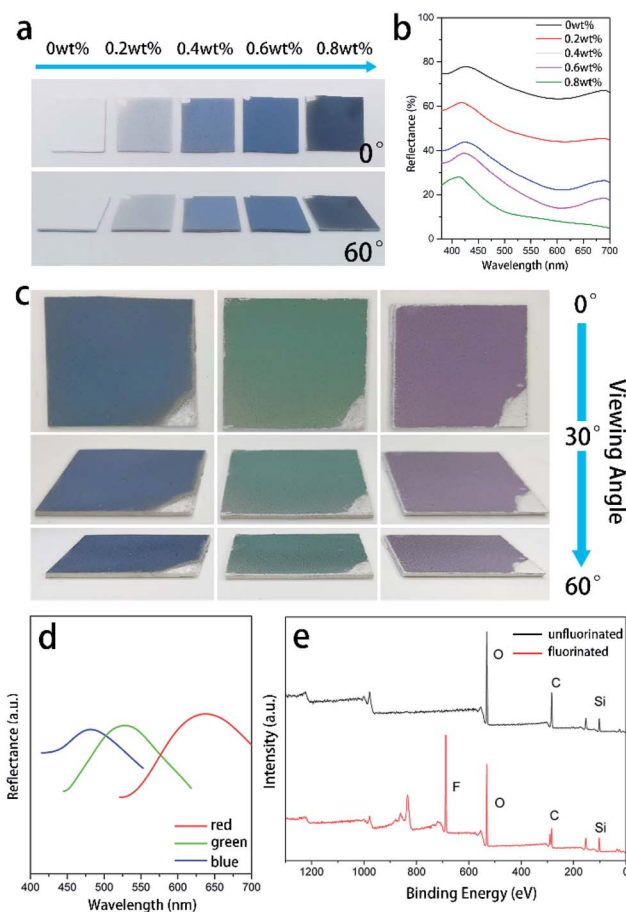 a
0wt% 0.2wt% 0.4wt% 0.6wt% 0.8wt%
0°
60°
b
100
80
60
40
20
0
Reflectance (%)
0wt%
0.2wt%
0.4wt%
0.6wt%
0.8wt%
400 450 500 550 600 650 700
Wavelength (nm)
c
0°
30°
60°
Viewing Angle
d
Reflectance (a.u.)
red
green
blue
400 450 500 550 600 650 700
Wavelength (nm)
e
Intensity (a.u.)
unfluorinated
fluorinated
O
C
Si
F
O
C
Si
1200 1000 800 600 400 200 0
Binding Energy (eV)